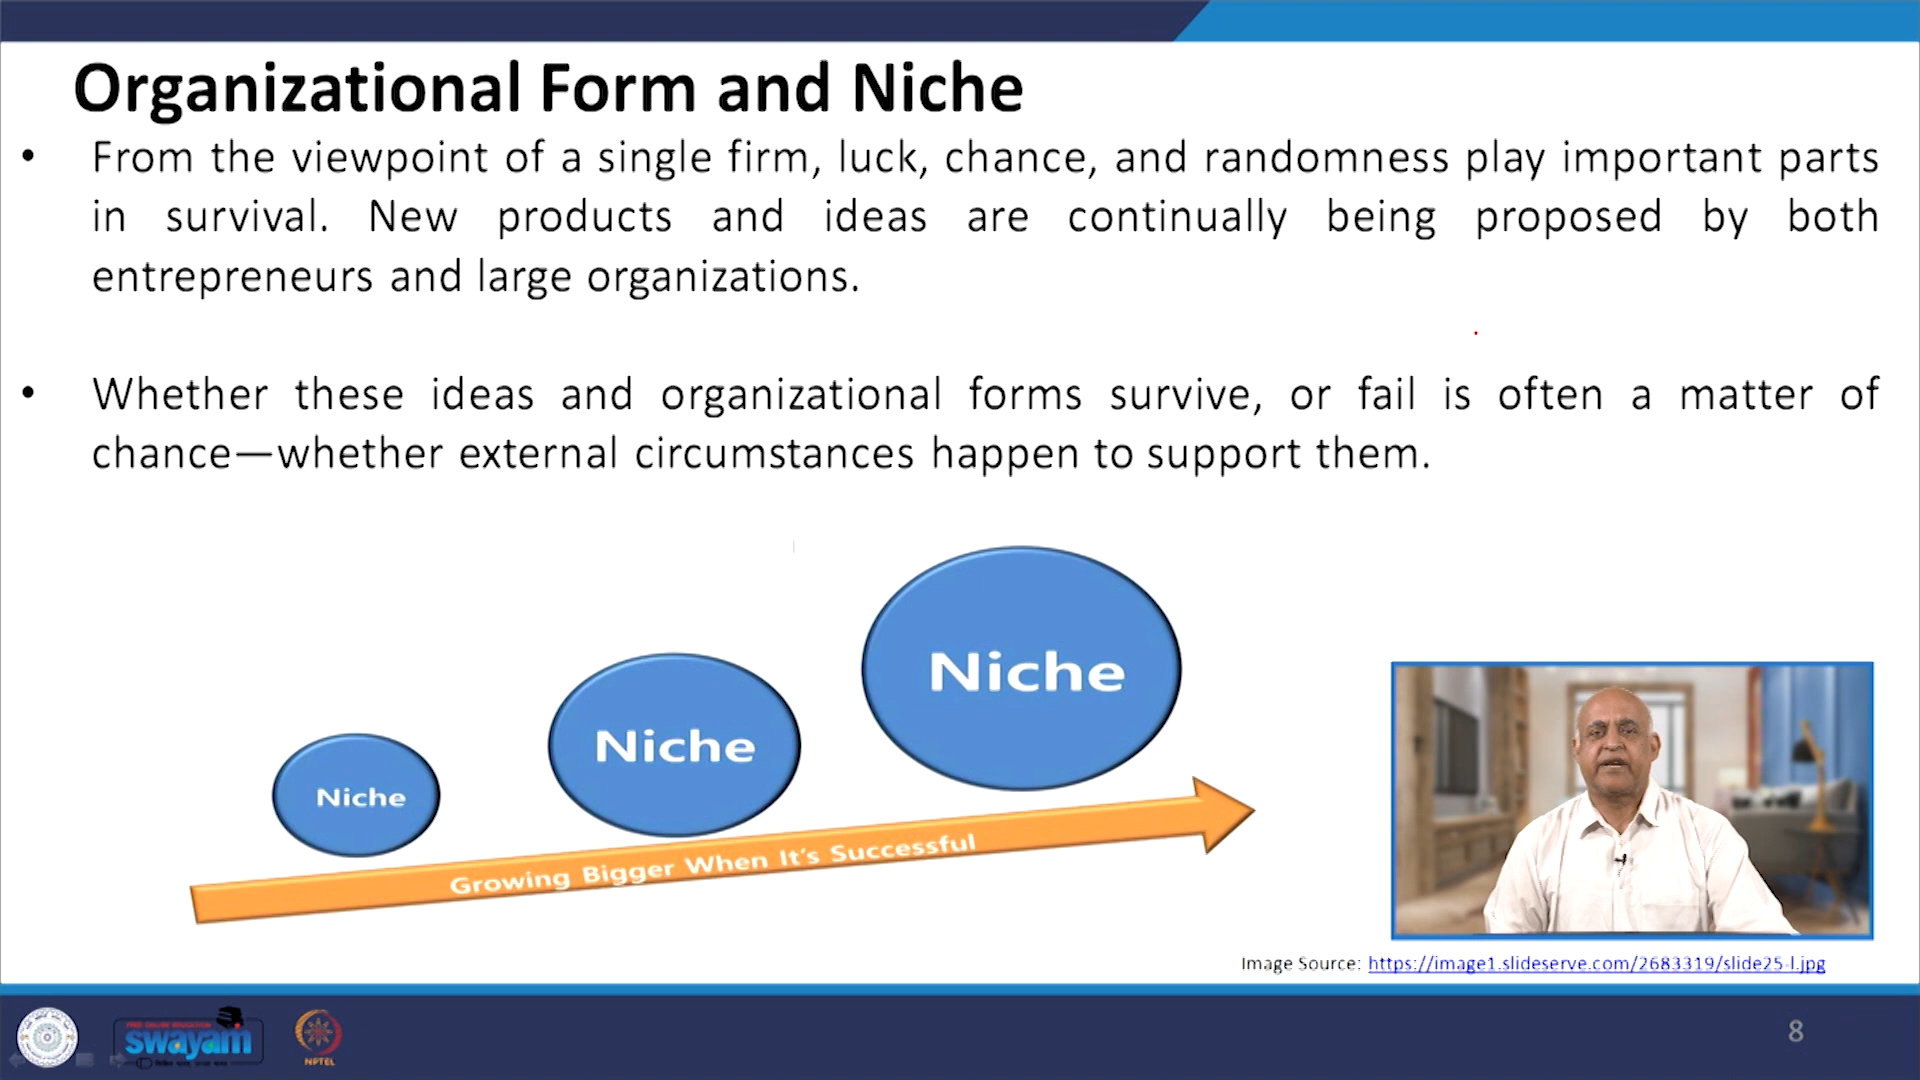 Organizational Form and Niche
• From the viewpoint of a single firm, luck, chance, and randomness play important parts
in survival. New products and ideas are continually being proposed by both
entrepreneurs and large organizations.
• Whether these ideas and organizational forms survive, or fail is often a matter of
chance—whether external circumstances happen to support them.
Niche
Niche
Niche
Growing Bigger When It's Successful
Image Source: https://image1.slideserve.com/2683319/slide25-l.jpg
FREE ONLINE EDUCATION
swayam
NPTEL
8